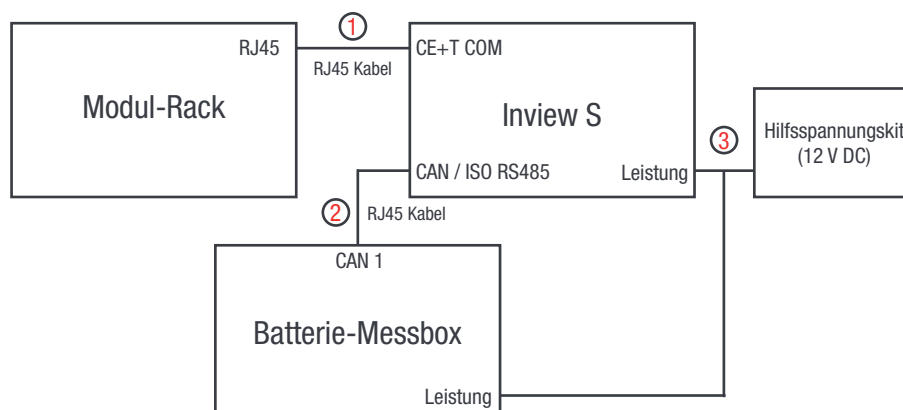 1
RJ45
RJ45 Kabel
CE+T COM
Modul-Rack
Inview S
3
Hilfsspannungskit
(12 V DC)
CAN / ISO RS485
Leistung
2
RJ45 Kabel
CAN 1
Batterie-Messbox
Leistung